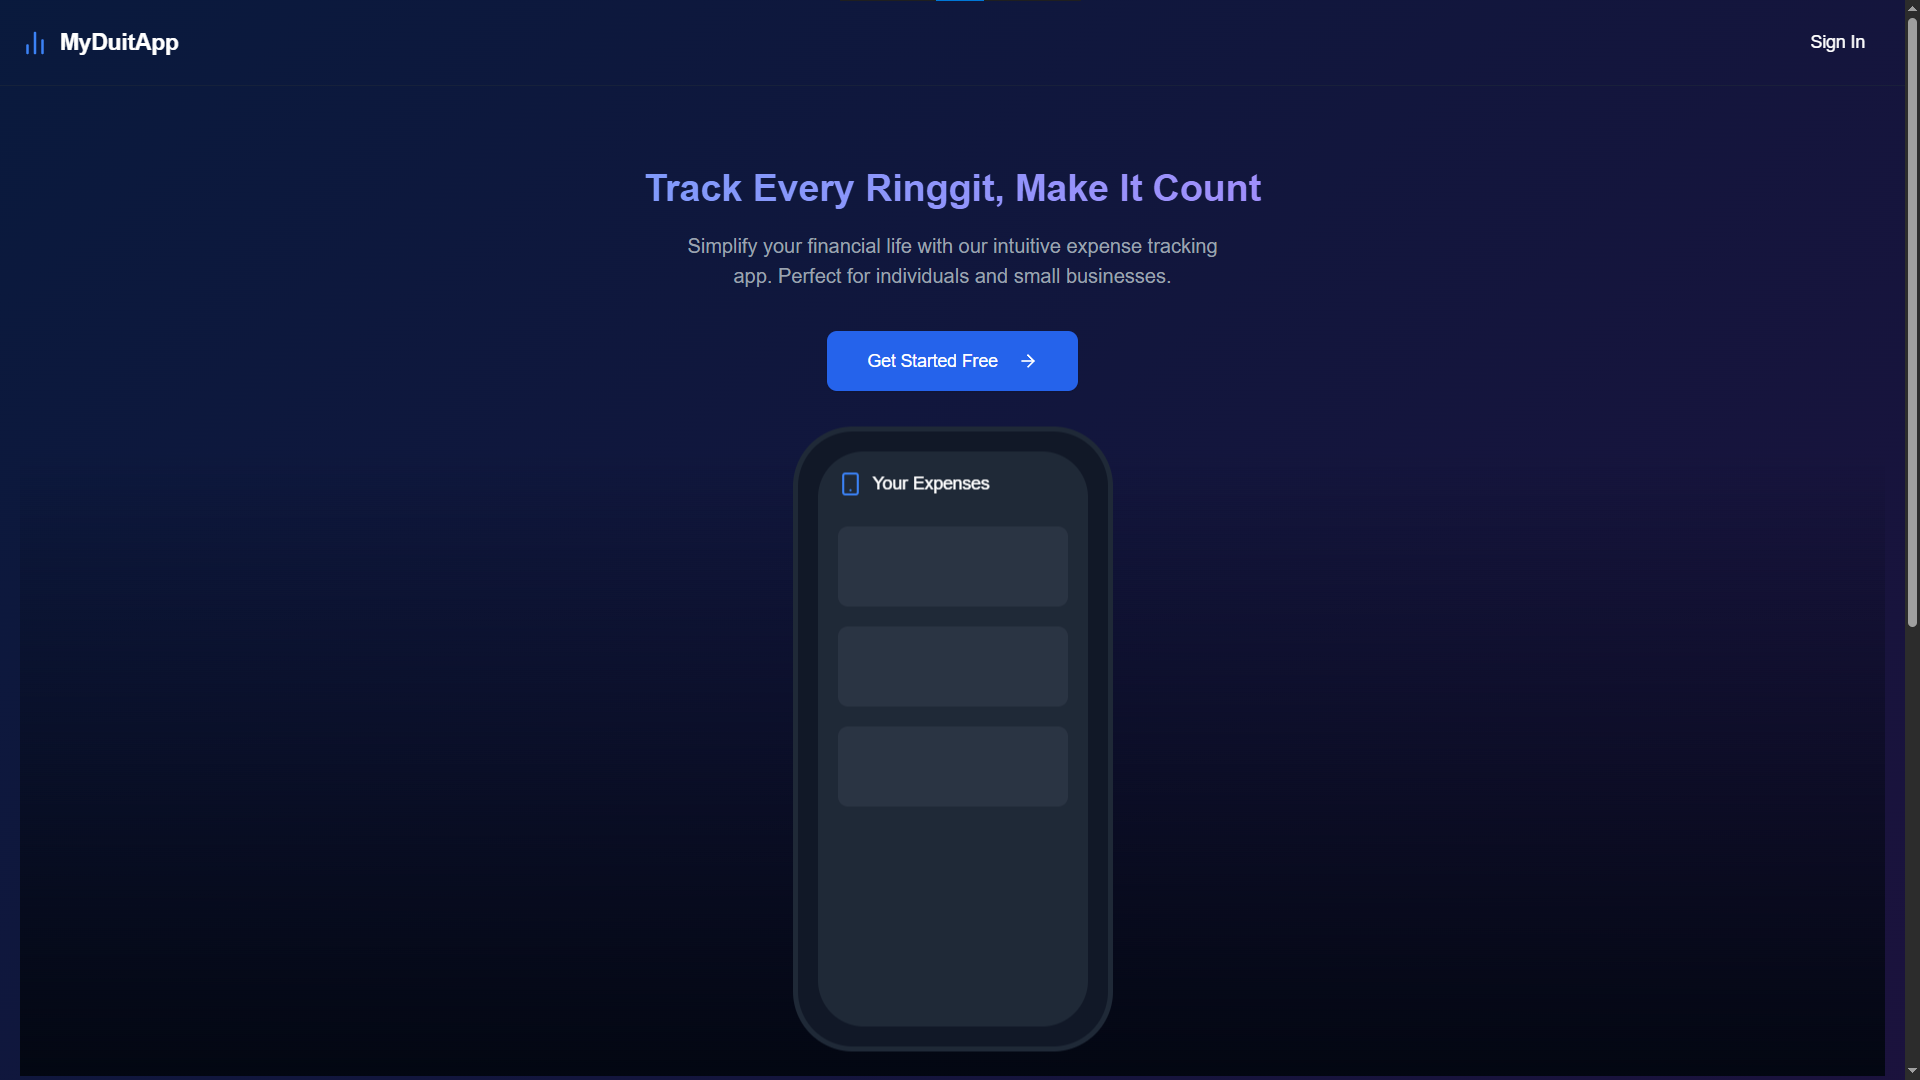 MyDuitApp
Sign In
Track Every Ringgit, Make It Count
Simplify your financial life with our intuitive expense tracking
app. Perfect for individuals and small businesses.
Get Started Free
Your Expenses